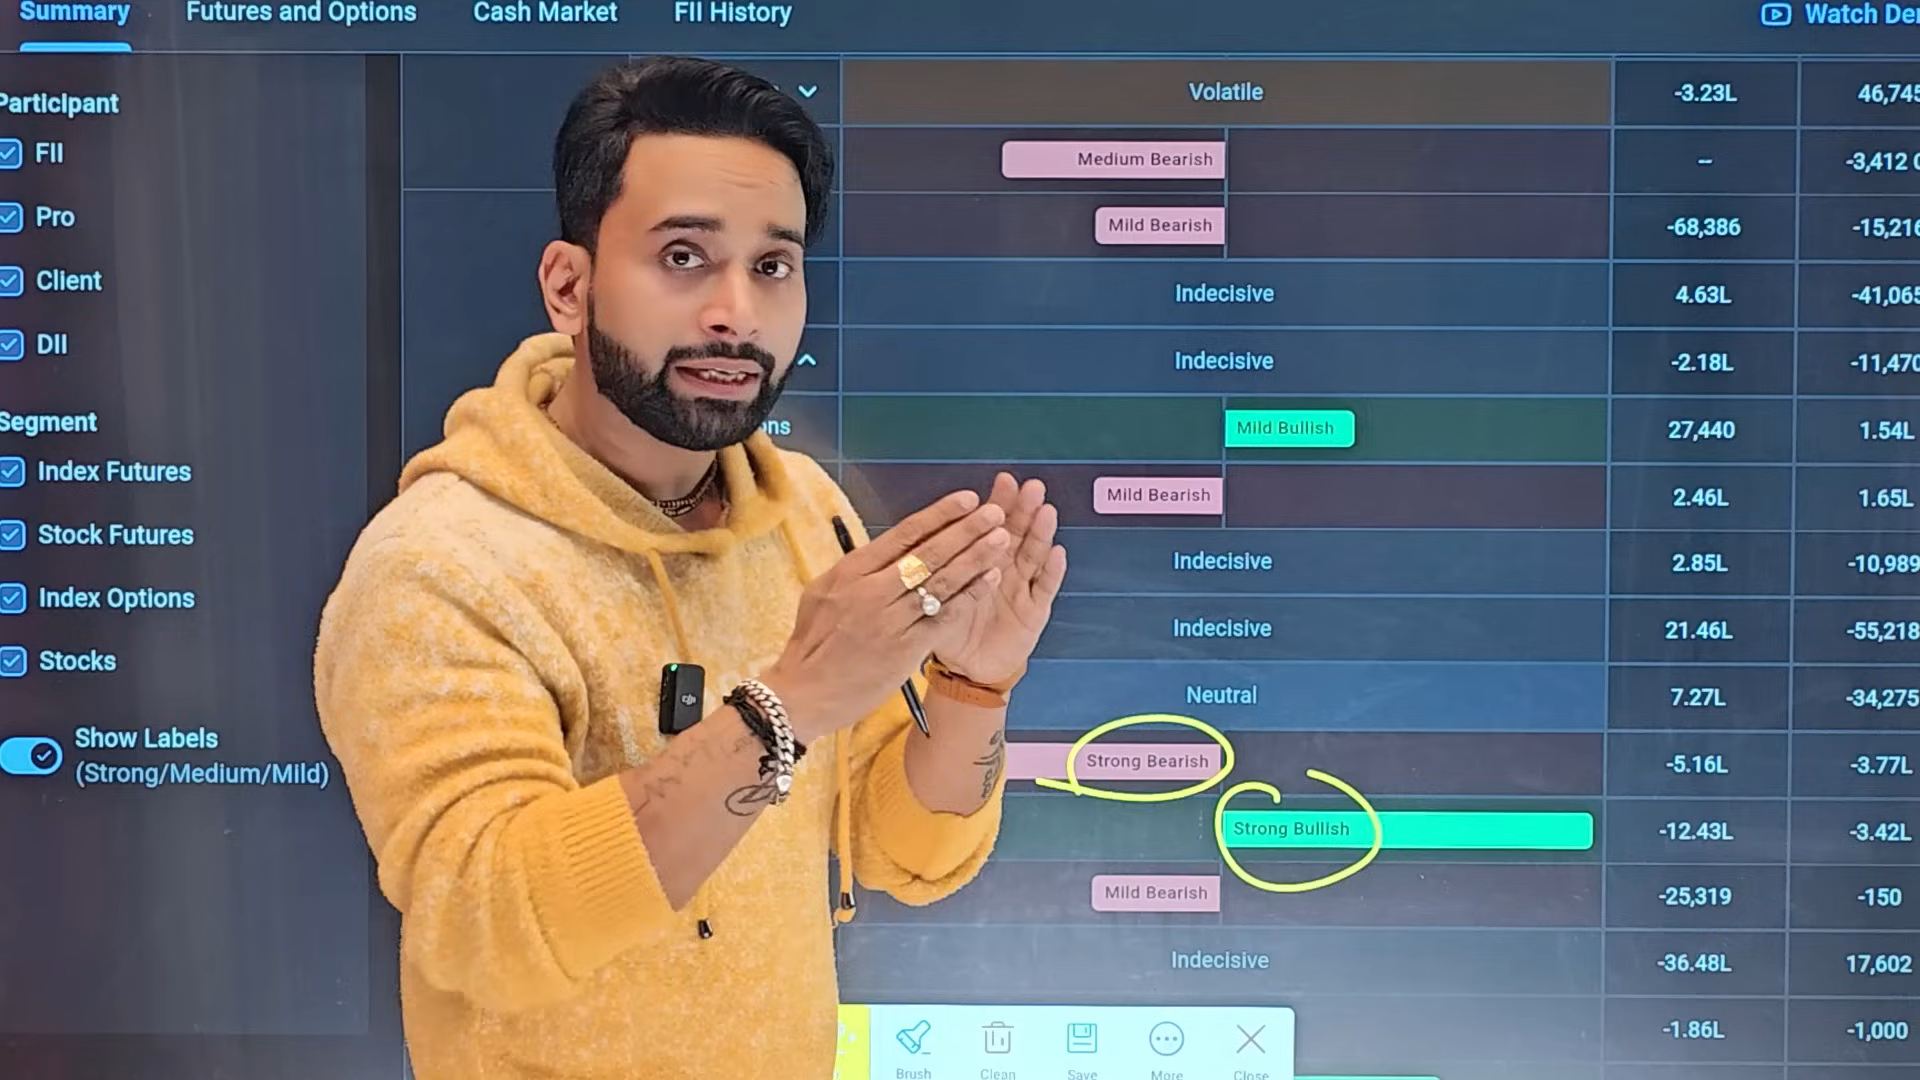 Summary Futures and Options Cash Market FII History Watch
Participant
FII
Pro
Client
DII
Segment
Index Futures
Stock Futures
Index Options
Stocks
Show Labels
(Strong/Medium/Mild)
Volatile -3.23L 46,745
Medium Bearish -- -3,412
Mild Bearish -68,386 -15,216
Indecisive 4.63L -41,065
Indecisive -2.18L -11,470
Mild Bullish 27,440 1.54L
Mild Bearish 2.46L 1.65L
Indecisive 2.85L -10,989
Indecisive 21.46L -55,218
Neutral 7.27L -34,275
Strong Bearish -5.16L -3.77L
Strong Bullish -12.43L -3.42L
Mild Bearish -25,319 -150
Indecisive -36.48L 17,602
-1.86L -1,000
Brush Clean Save More Close
dji